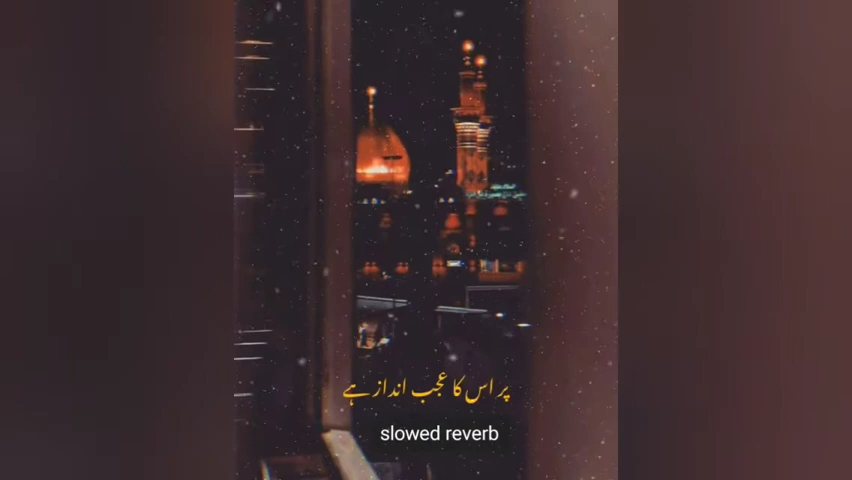 پر اس کا عجب انداز ہے
slowed reverb